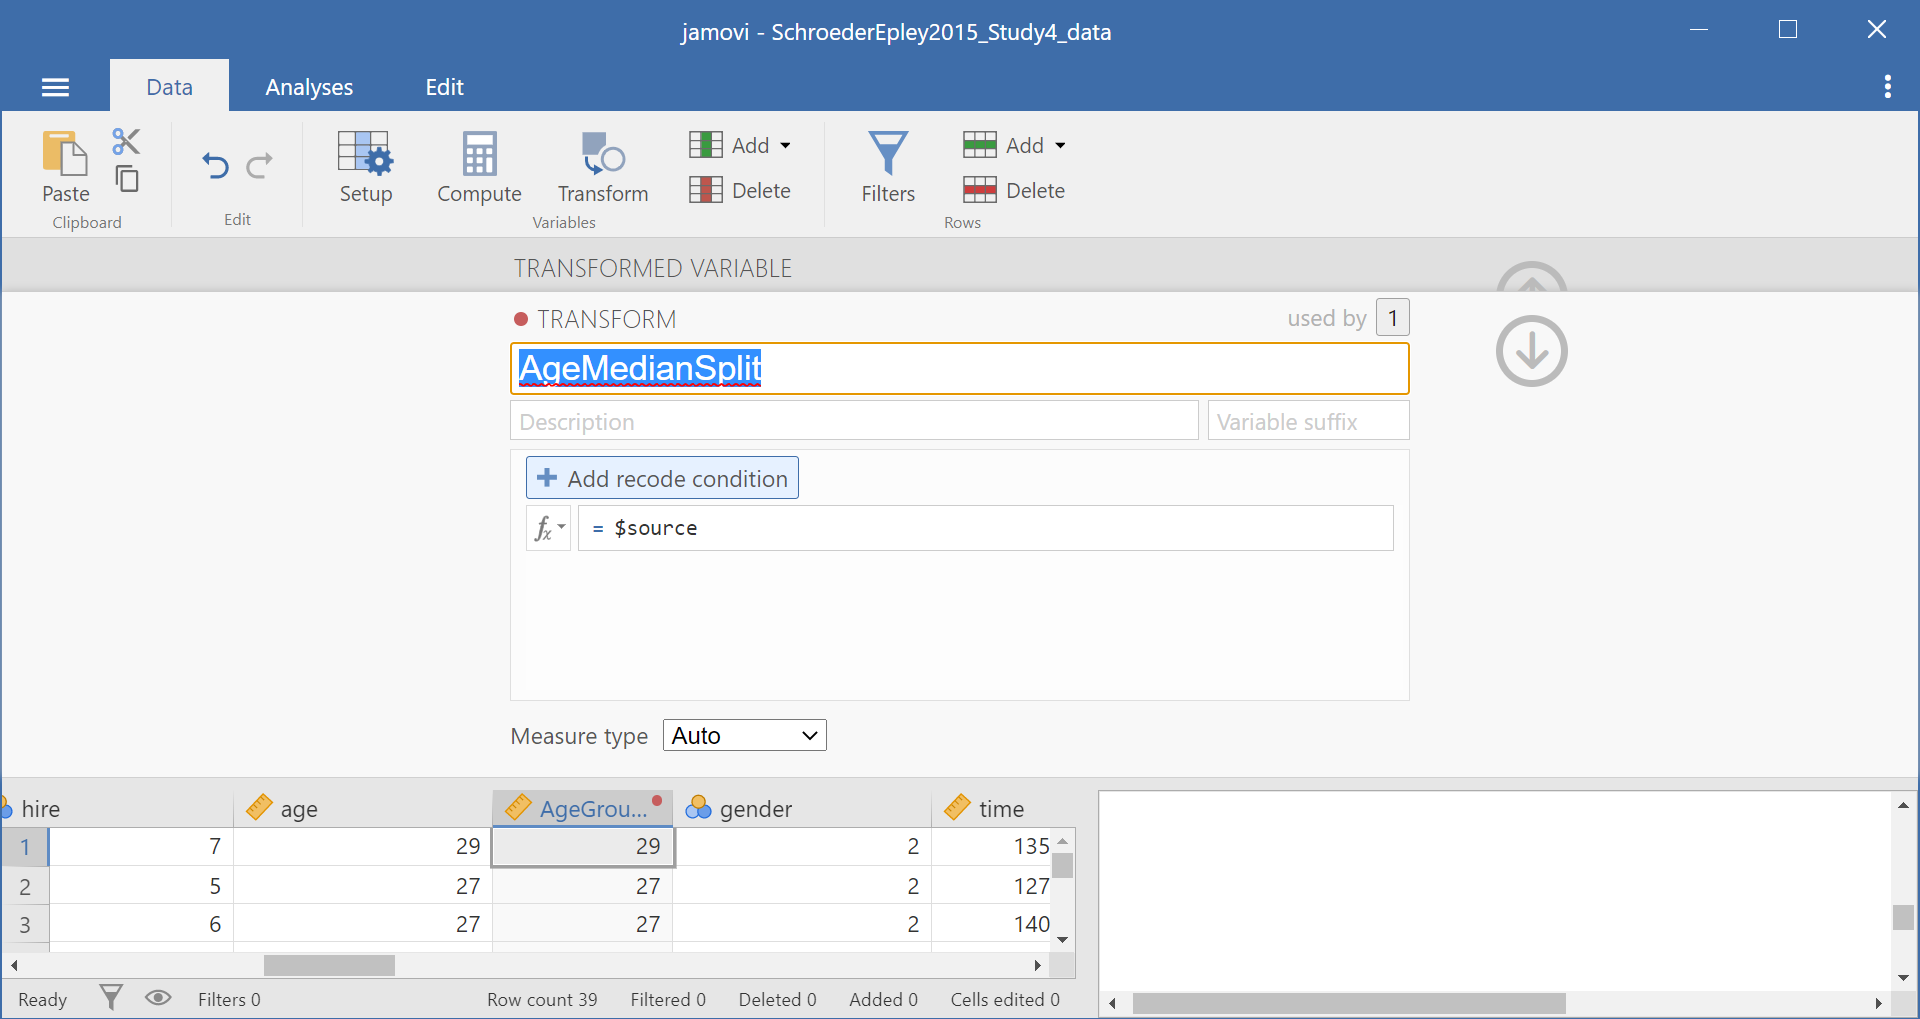 jamovi - SchroederEpley2015_Study4_data
Data Analyses Edit
Paste
Clipboard
Edit
Setup
Compute
Transform
Add
Delete
Variables
Filters
Add
Delete
Rows
TRANSFORMED VARIABLE
TRANSFORM used by 1
AgeMedianSplit
Description Variable suffix
Add recode condition
fx = $source
Measure type Auto
hire age AgeGrou... gender time
1 7 29 29 2 135
2 5 27 27 2 127
3 6 27 27 2 140
Ready Filters 0 Row count 39 Filtered 0 Deleted 0 Added 0 Cells edited 0